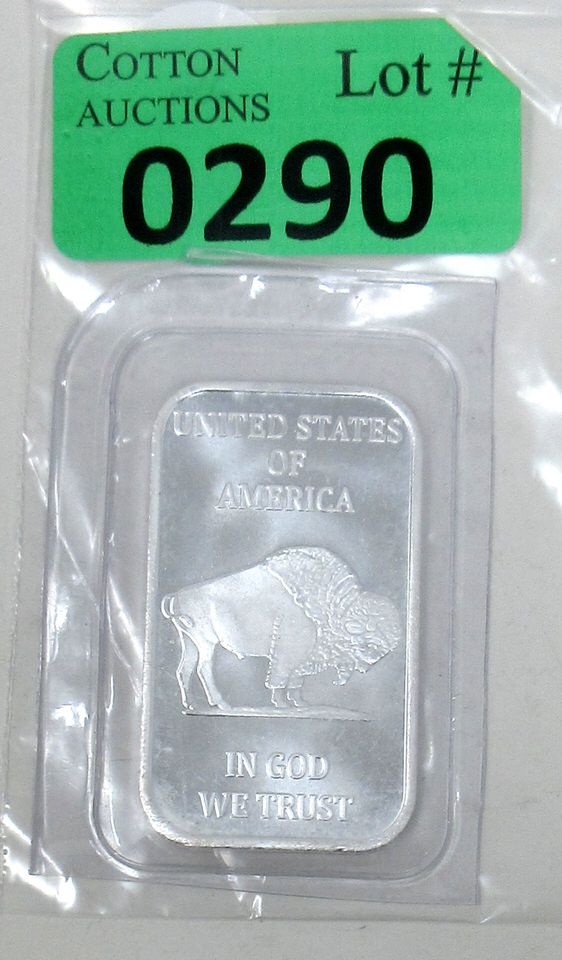 COTTON
AUCTIONS
Lot #
0290
UNITED STATES
OF
AMERICA
IN GOD
WE TRUST